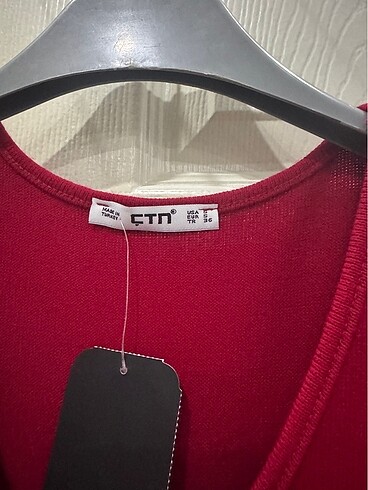 MADE IN
TURKEY
ÇTN®
USA S
EUR S
TR 36